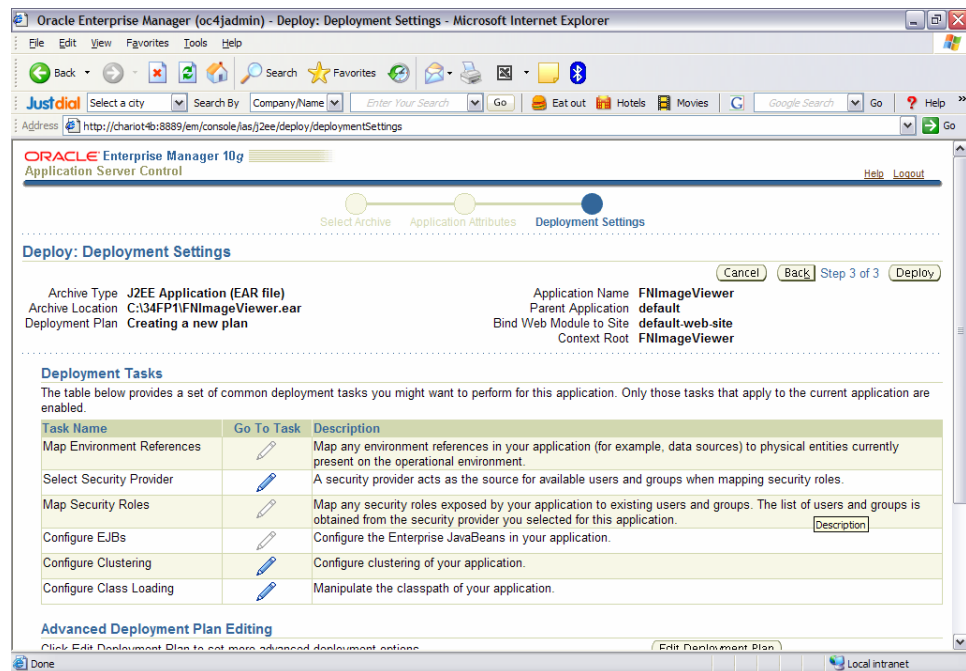 Oracle Enterprise Manager (oc4jadmin) - Deploy: Deployment Settings - Microsoft Internet Explorer
File Edit View Favorites Tools Help
Back Search Favorites
Justdial Select a city Search By Company/Name Enter Your Search Go Eat out Hotels Movies G Google Search Go Help »
Address http://chariot4b:8889/em/console/ias/j2ee/deploy/deploymentSettings Go
ORACLE Enterprise Manager 10g
Application Server Control
Help Logout
Select Archive Application Attributes Deployment Settings
Deploy: Deployment Settings
Cancel Back Step 3 of 3 Deploy
Archive Type J2EE Application (EAR file)
Archive Location C:\34FP1\FNImageViewer.ear
Deployment Plan Creating a new plan
Application Name FNImageViewer
Parent Application default
Bind Web Module to Site default-web-site
Context Root FNImageViewer
Deployment Tasks
The table below provides a set of common deployment tasks you might want to perform for this application. Only those tasks that apply to the current application are
enabled.
Task Name Go To Task Description
Map Environment References Map any environment references in your application (for example, data sources) to physical entities currently
present on the operational environment.
Select Security Provider A security provider acts as the source for available users and groups when mapping security roles.
Map Security Roles Map any security roles exposed by your application to existing users and groups. The list of users and groups is
obtained from the security provider you selected for this application.
Description
Configure EJBs Configure the Enterprise JavaBeans in your application.
Configure Clustering Configure clustering of your application.
Configure Class Loading Manipulate the classpath of your application.
Advanced Deployment Plan Editing
Click Edit Deployment Plan to set more advanced deployment options. Edit Deployment Plan
Done Local intranet